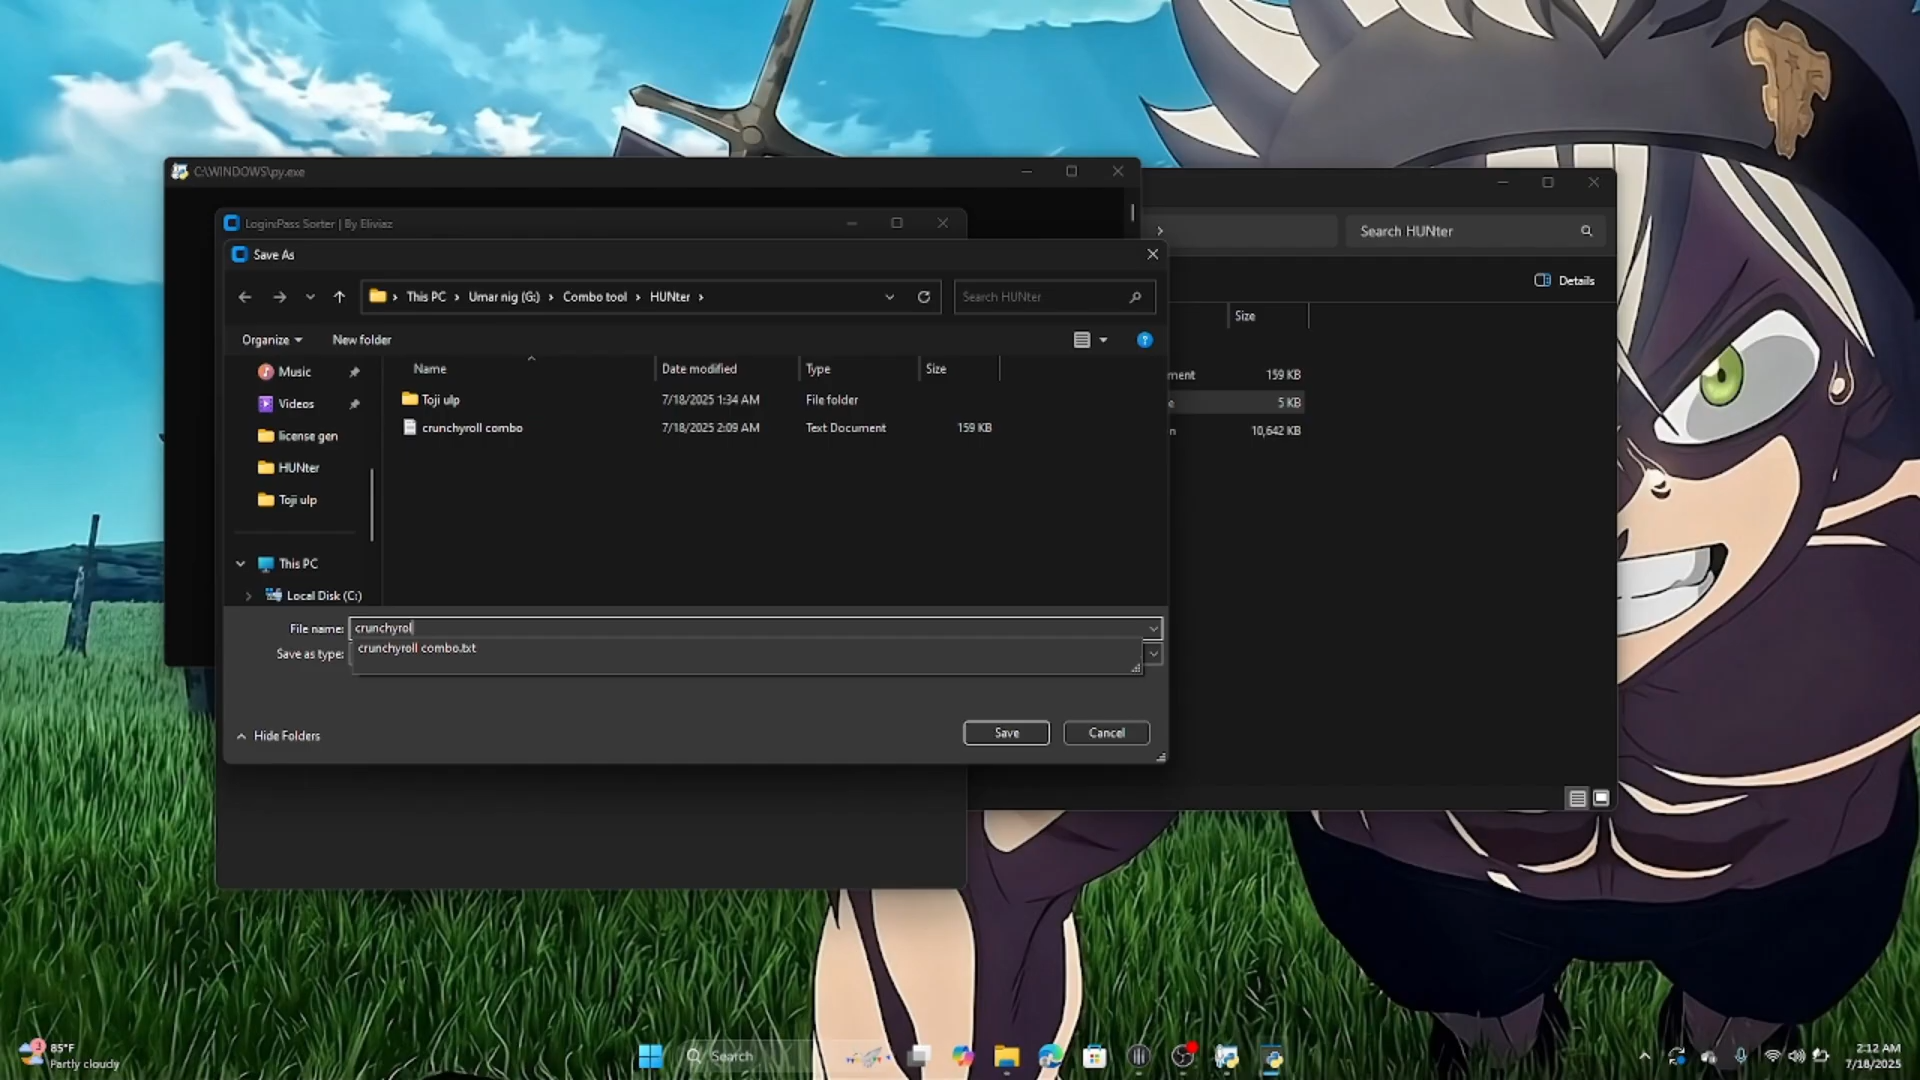 C:\WINDOWS\py.exe
Login:Pass Sorter | By Eliviaz
Save As
This PC
Umar nig (G:)
Combo tool
HUNter
Search HUNter
Search HUNter
Details
Organize
New folder
Size
Name
Date modified
Type
Size
Music
Videos
license gen
HUNter
Toji ulp
This PC
Local Disk (C:)
Toji ulp
7/18/2025 1:34 AM
File folder
crunchyroll combo
7/18/2025 2:09 AM
Text Document
159 KB
ment
159 KB
e
5 KB
n
10,642 KB
File name:
crunchyrol
crunchyroll combo.txt
Save as type:
Hide Folders
Save
Cancel
85°F
Partly cloudy
Search
2:12 AM
7/18/2025